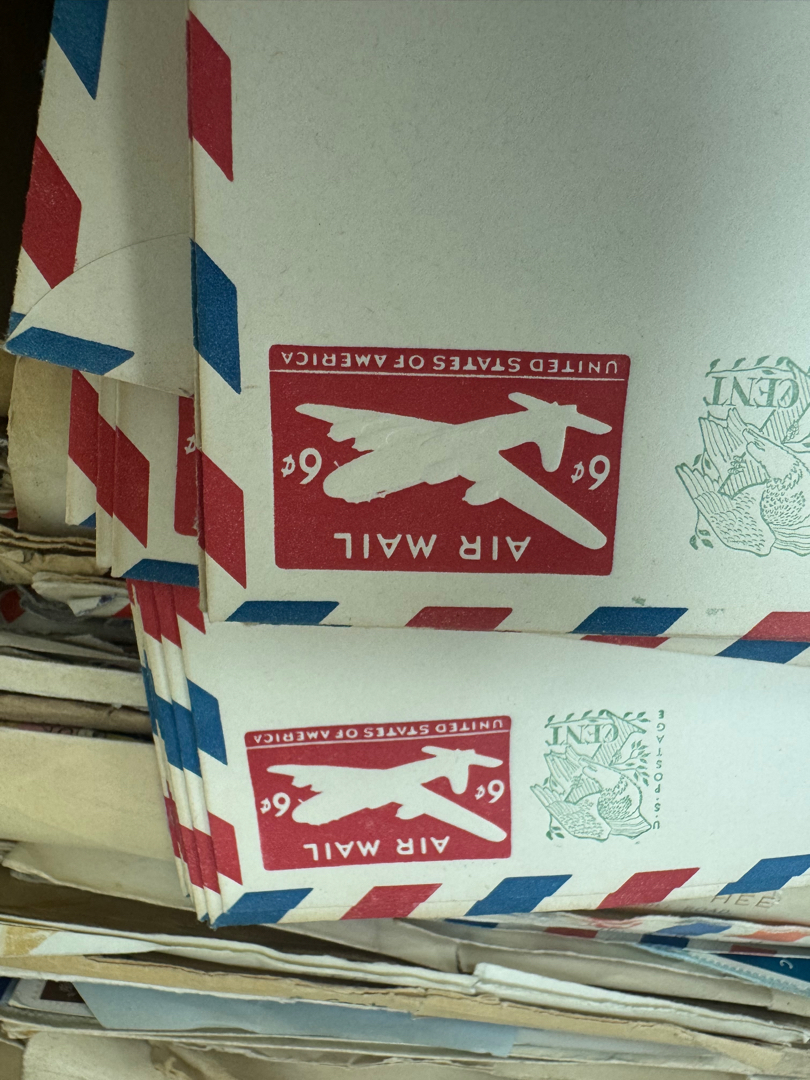 UNITED STATES OF AMERICA
6¢ 6¢
AIR MAIL
CENT
¢
UNITED STATES OF AMERICA
6¢ 6¢
AIR MAIL
CENT
U.S. POSTAGE
HEE